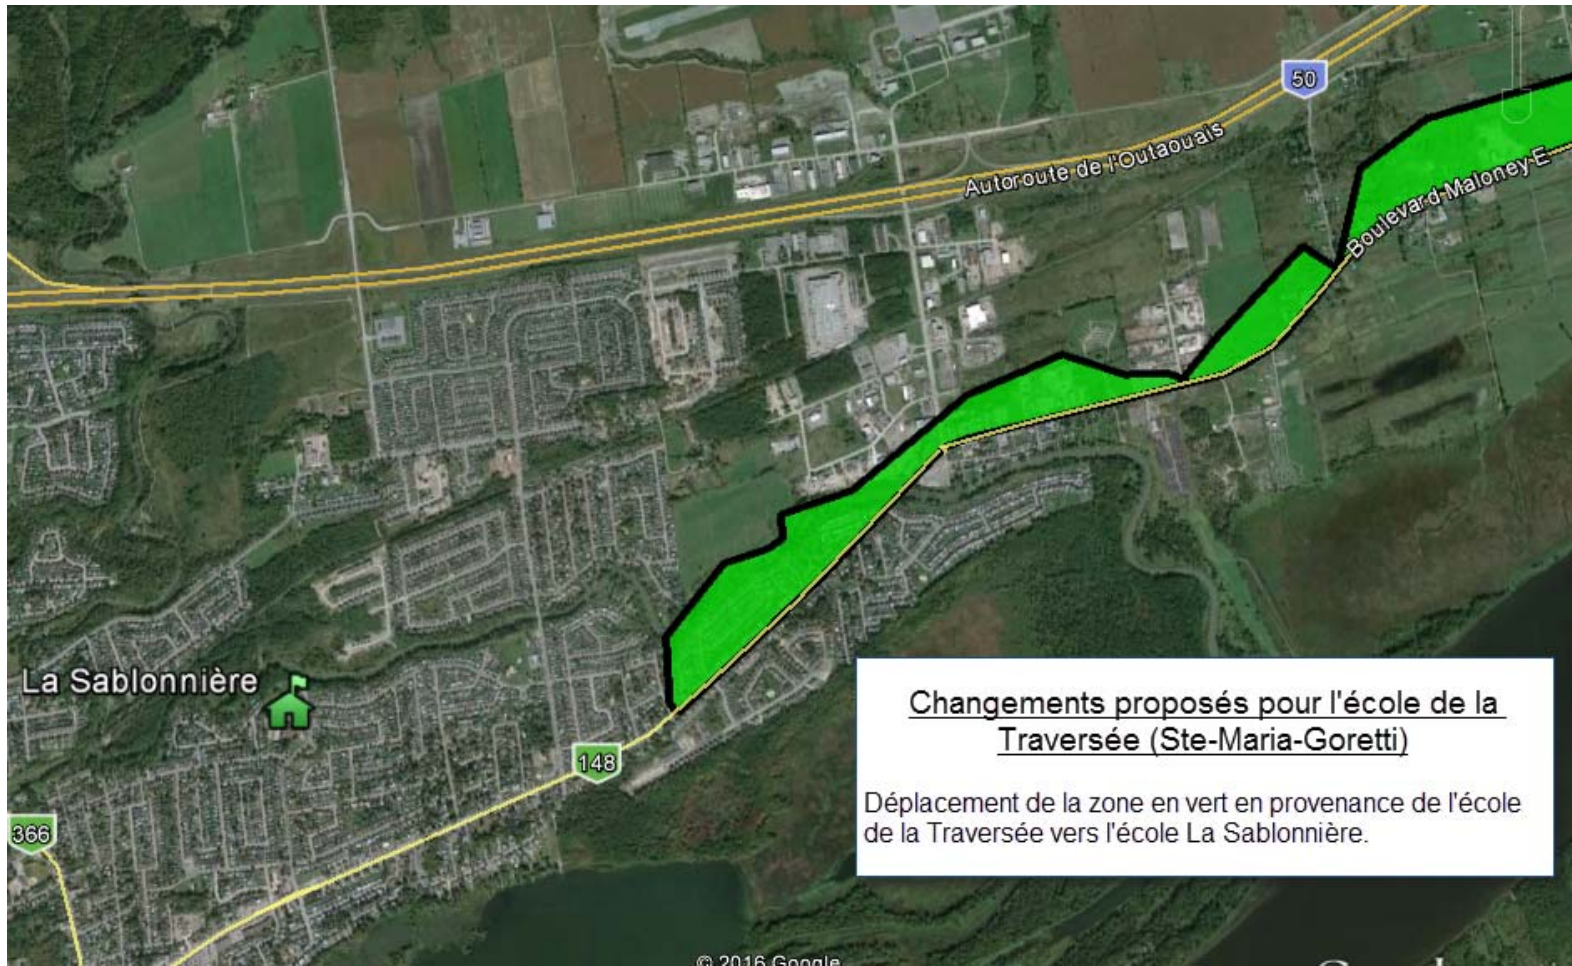 50
Autoroute de l'Outaouais
Boulevard Maloney E
La Sablonnière
148
366
Changements proposés pour l'école de la
Traversée (Ste-Maria-Goretti)
Déplacement de la zone en vert en provenance de l'école
de la Traversée vers l'école La Sablonnière.
© 2016 Google